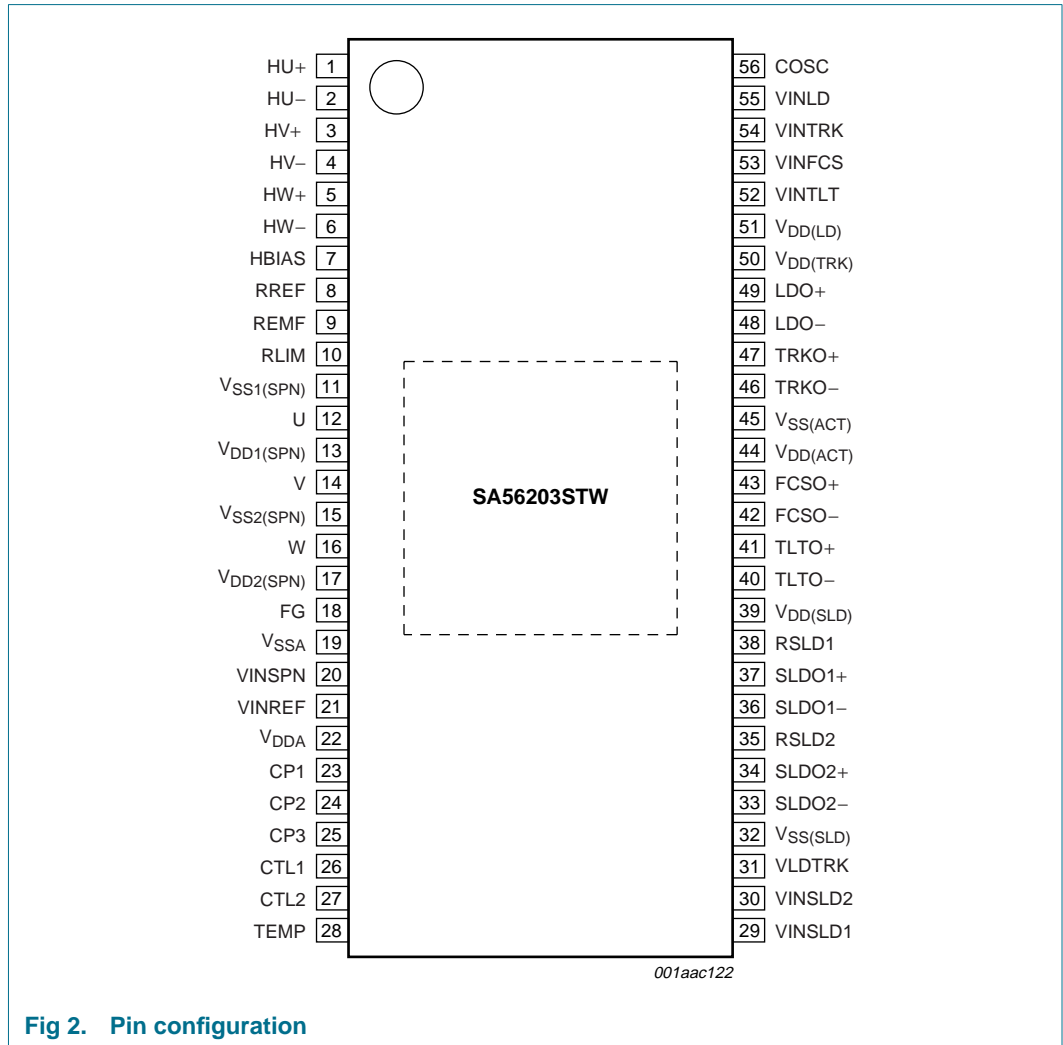 HU+ 1
HU− 2
HV+ 3
HV− 4
HW+ 5
HW− 6
HBIAS 7
RREF 8
REMF 9
RLIM 10
VSS1(SPN) 11
U 12
VDD1(SPN) 13
V 14
VSS2(SPN) 15
W 16
VDD2(SPN) 17
FG 18
VSSA 19
VINSPN 20
VINREF 21
VDDA 22
CP1 23
CP2 24
CP3 25
CTL1 26
CTL2 27
TEMP 28
SA56203STW
56 COSC
55 VINLD
54 VINTRK
53 VINFCS
52 VINTLT
51 VDD(LD)
50 VDD(TRK)
49 LDO+
48 LDO−
47 TRKO+
46 TRKO−
45 VSS(ACT)
44 VDD(ACT)
43 FCSO+
42 FCSO−
41 TLTO+
40 TLTO−
39 VDD(SLD)
38 RSLD1
37 SLDO1+
36 SLDO1−
35 RSLD2
34 SLDO2+
33 SLDO2−
32 VSS(SLD)
31 VLDTRK
30 VINSLD2
29 VINSLD1
001aac122
Fig 2. Pin configuration